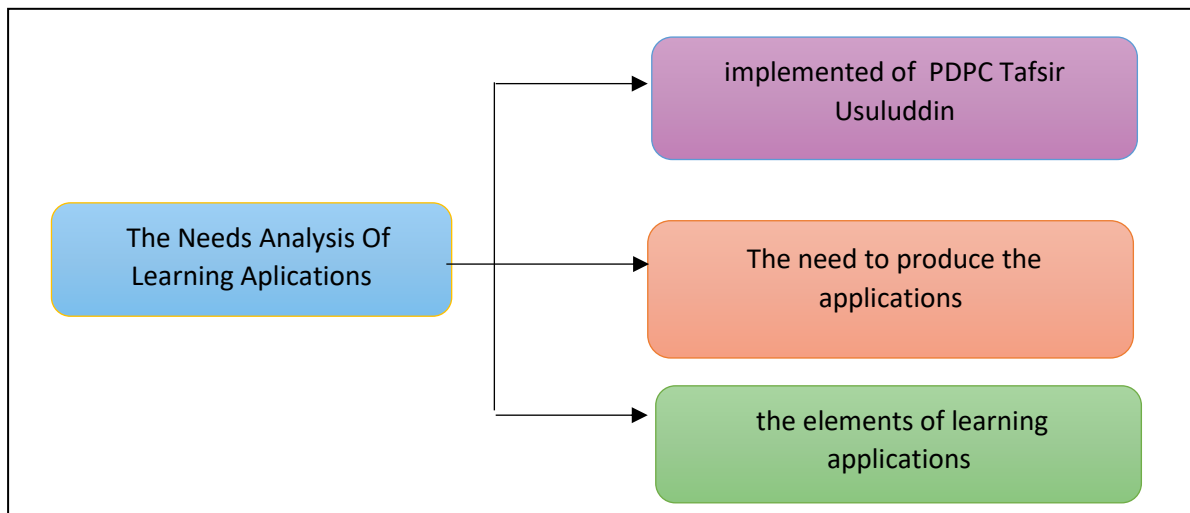 implemented of PDPC Tafsir
Usuluddin
The Needs Analysis Of
Learning Aplications
The need to produce the
applications
the elements of learning
applications